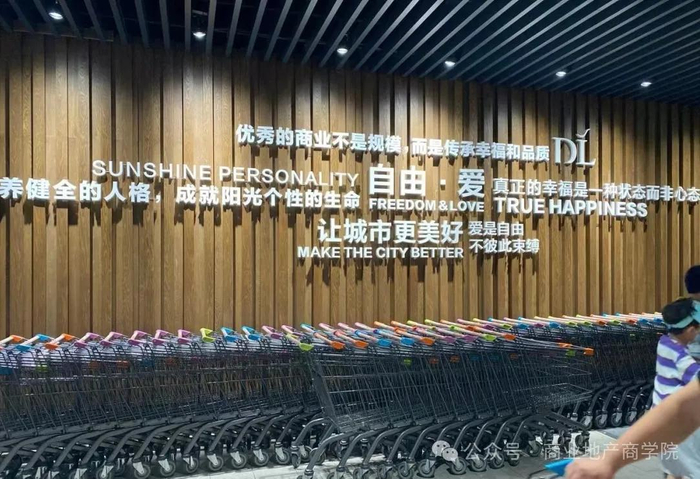 优秀的商业不是规模,而是传承幸福和品质
DL
SUNSHINE PERSONALITY
养健全的人格，成就阳光个性的生命
自由·爱
FREEDOM & LOVE
真正的幸福是一种状态而非心态
TRUE HAPPINESS
让城市更美好
MAKE THE CITY BETTER
爱是自由
不彼此束缚
公众号·商业地产商学院